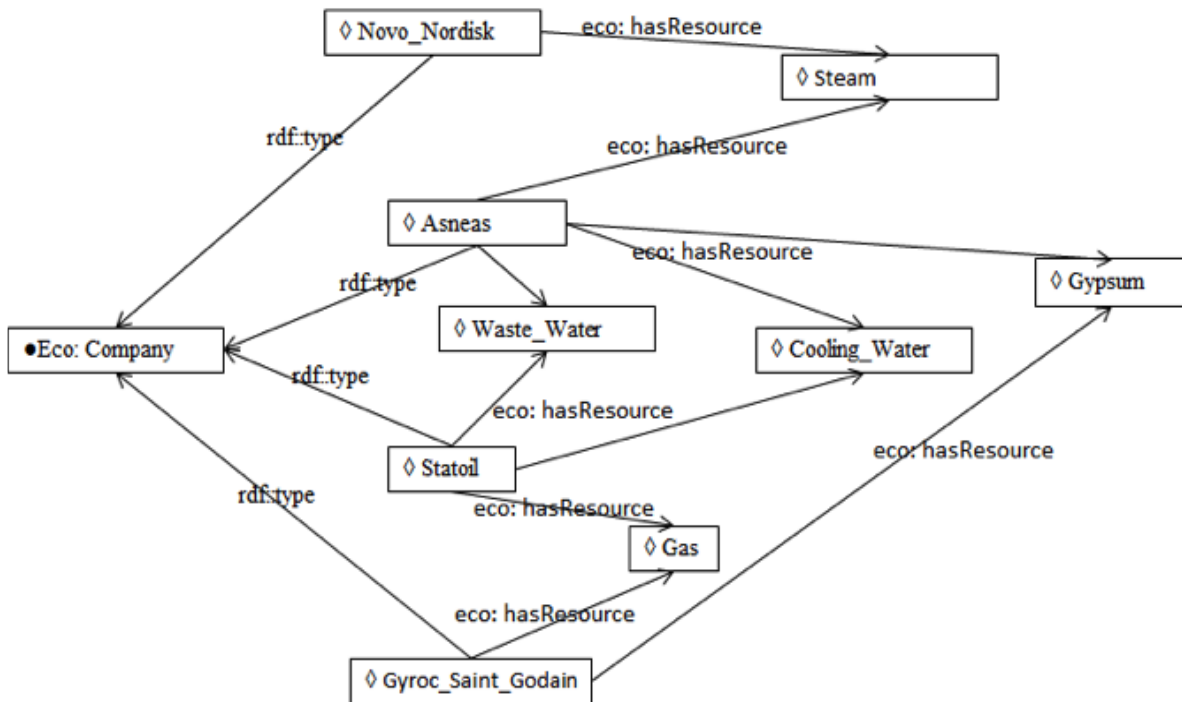 ◊ Novo_Nordisk
eco: hasResource
◊ Steam
rdf::type
eco: hasResource
◊ Asneas
eco: hasResource
rdf::type
◊ Gypsum
◊ Waste_Water
●Eco: Company
◊ Cooling_Water
rdf::type
eco: hasResource
eco: hasResource
◊ Statoil
rdf::type
eco: hasResource
◊ Gas
eco: hasResource
◊ Gyroc_Saint_Godain